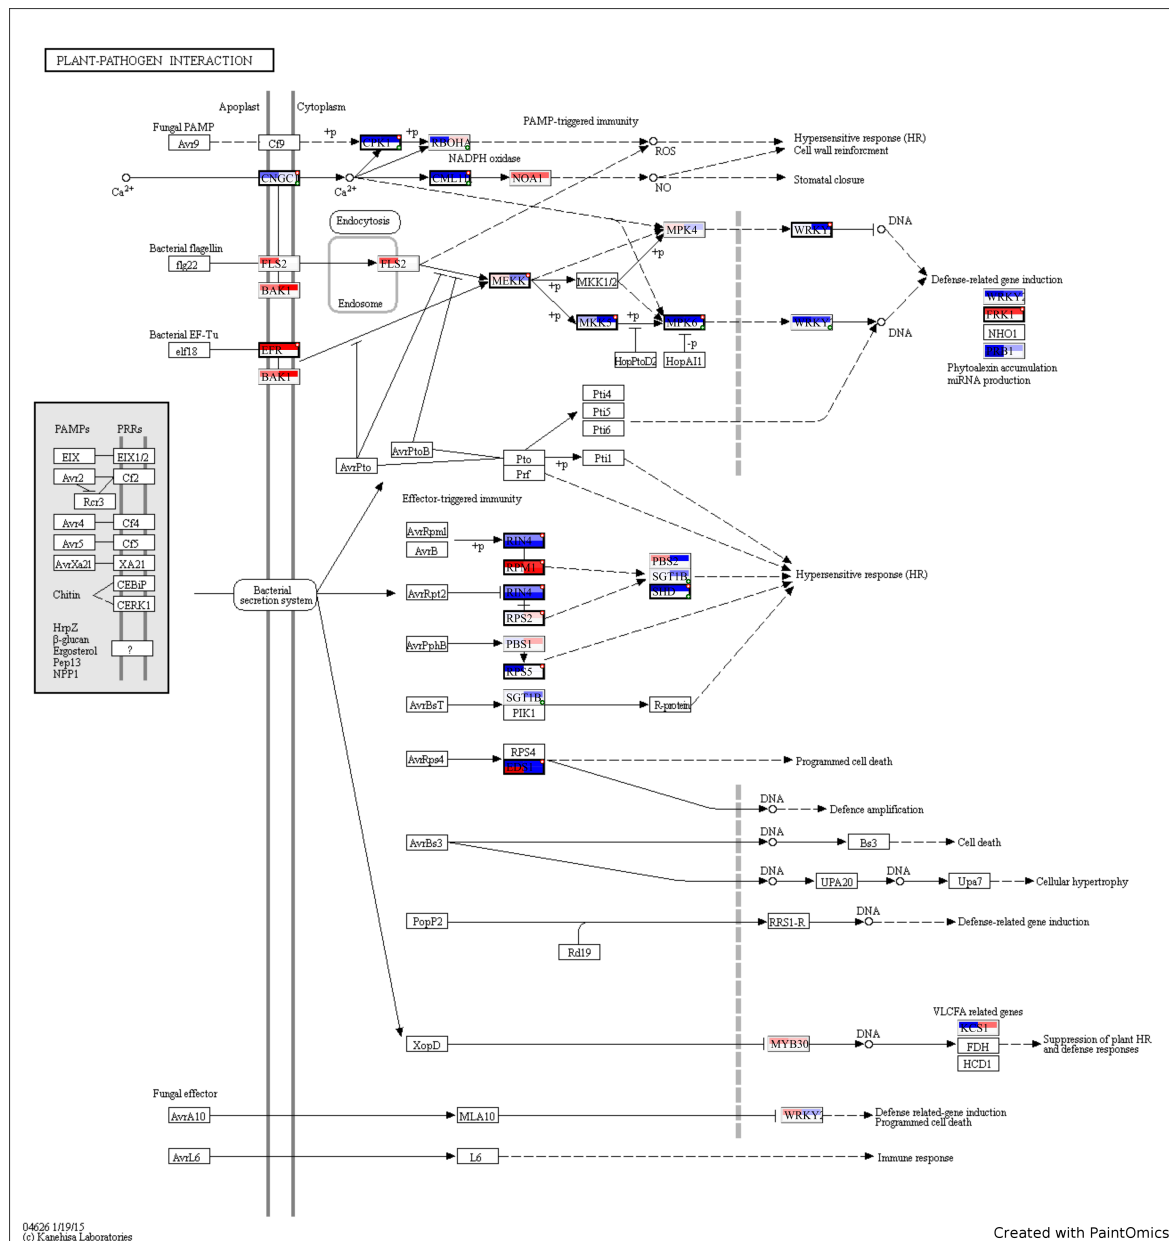 PLANT-PATHOGEN INTERACTION
Apoplast
Cytoplasm
Fungal PAMP
Avr9
Cf9
+p
CPK1
+p
RBOHA
PAMP-triggered immunity
ROS
Hypersensitive response (HR)
Cell wall reinforcment
NADPH oxidase
Ca2+
CNGC
Ca2+
NOA1
NO
Stomatal closure
Endocytosis
MPK4
WRKY
DNA
Bacterial flagellin
flg22
FLS2
FLS2
+p
BAK1
Endosome
MEKK
+p
MKK1/2
Defense-related gene induction
WRKY
FRK1
NHO1
Phytoalexin accumulation
miRNA production
+p
MKK5
+p
MPK6
WRKY
DNA
Bacterial EF-Tu
elf18
EFR
-p
HopPtoD2
HopAI1
BAK1
Pti4
Pti5
Pti6
PAMPs
PRRs
EIX
EIX1/2
Avr2
Cf2
Rcr3
Avr4
Cf4
Avr5
Cf5
AvrXa21
XA21
Chitin
CEBiP
CERK1
HrpZ
β-glucan
Ergosterol
Pep13
NPP1
?
AvrPto
AvrPtoB
Pto
Prf
+p
Pti1
Effector-triggered immunity
AvrRpm1
AvrB
+p
RIN4
RPM1
PBS2
SGT1B
Hypersensitive response (HR)
Bacterial
secretion system
AvrRpt2
RIN4
RPS2
AvrPphB
PBS1
RPS5
AvrBsT
SGT1B
PIK1
R-protein
AvrRps4
RPS4
Programmed cell death
DNA
Defence amplification
AvrBs3
DNA
Bs3
Cell death
DNA
UPA20
DNA
Upa7
Cellular hypertrophy
PopP2
Rd19
RRS1-R
DNA
Defense-related gene induction
XopD
MYB30
DNA
VLCFA related genes
KCS1
FDH
HCD1
Suppression of plant HR
and defense responses
Fungal effector
AvrA10
MLA10
WRKY
Defense related-gene induction
Programmed cell death
AvrL6
L6
Immune response
04626 1/19/15
(c) Kanehisa Laboratories
Created with PaintOmics